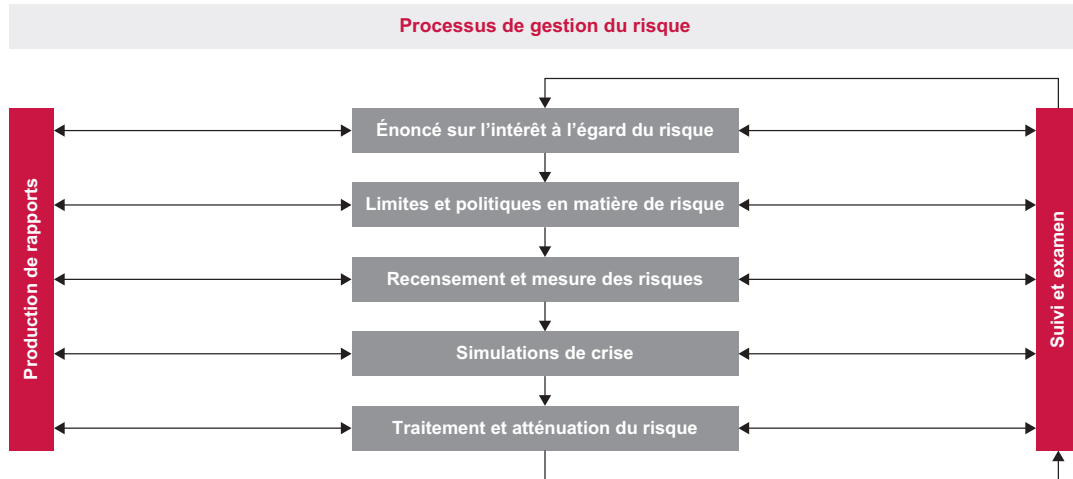 Processus de gestion du risque
Énoncé sur l’intérêt à l’égard du risque
Limites et politiques en matière de risque
Recensement et mesure des risques
Simulations de crise
Traitement et atténuation du risque
Production de rapports
Suivi et examen